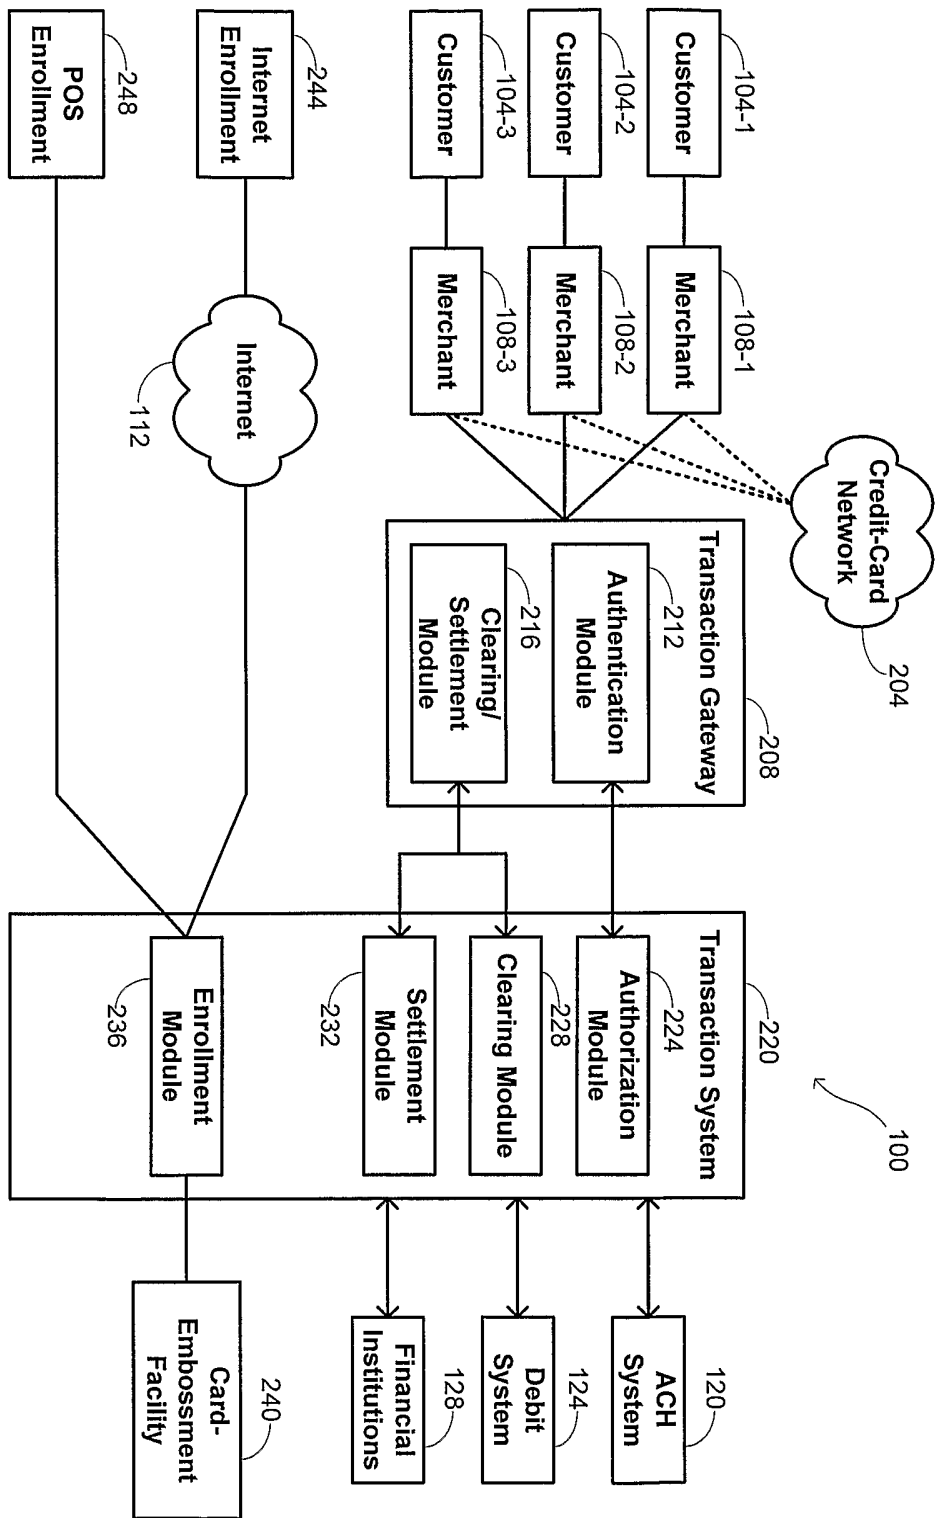 100
Credit-Card
Network
204
104-1
Customer
108-1
Merchant
104-2
Customer
108-2
Merchant
104-3
Customer
108-3
Merchant
Transaction Gateway
208
212
Authentication
Module
216
Clearing/
Settlement
Module
Transaction System
220
224
Authorization
Module
228
Clearing Module
Settlement
Module
232
Enrollment
Module
236
ACH
System
120
Debit
System
124
Financial
Institutions
128
Card-
Embossment
Facility
240
244
Internet
Enrollment
Internet
112
248
POS
Enrollment